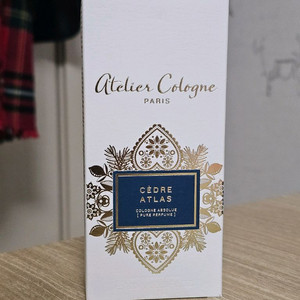 Atelier Cologne
PARIS
CÈDRE
ATLAS
COLOGNE ABSOLUE
[ PURE PERFUME ]